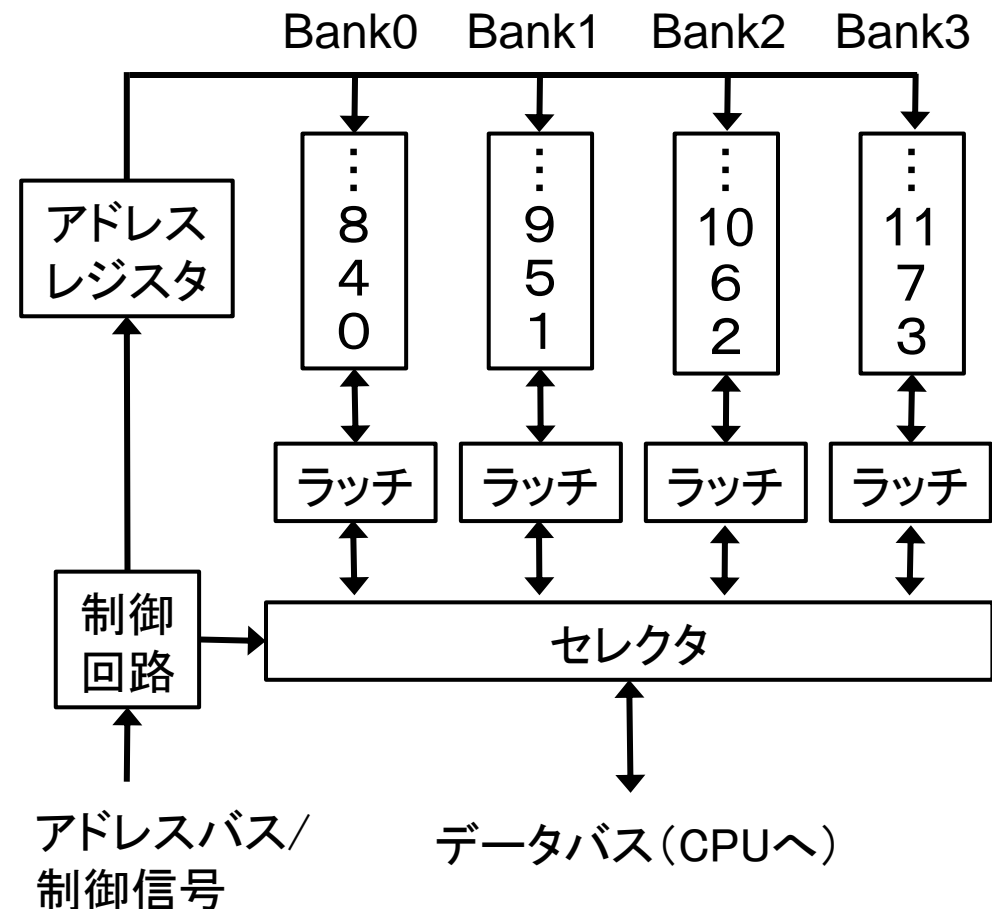 Bank0 Bank1 Bank2 Bank3
アドレス
レジスタ
⋮ ⋮ ⋮ ⋮
8 9 10 11
4 5 6 7
0 1 2 3
ラッチ ラッチ ラッチ ラッチ
制御
回路
セレクタ
アドレスバス/
制御信号
データバス(CPUへ)